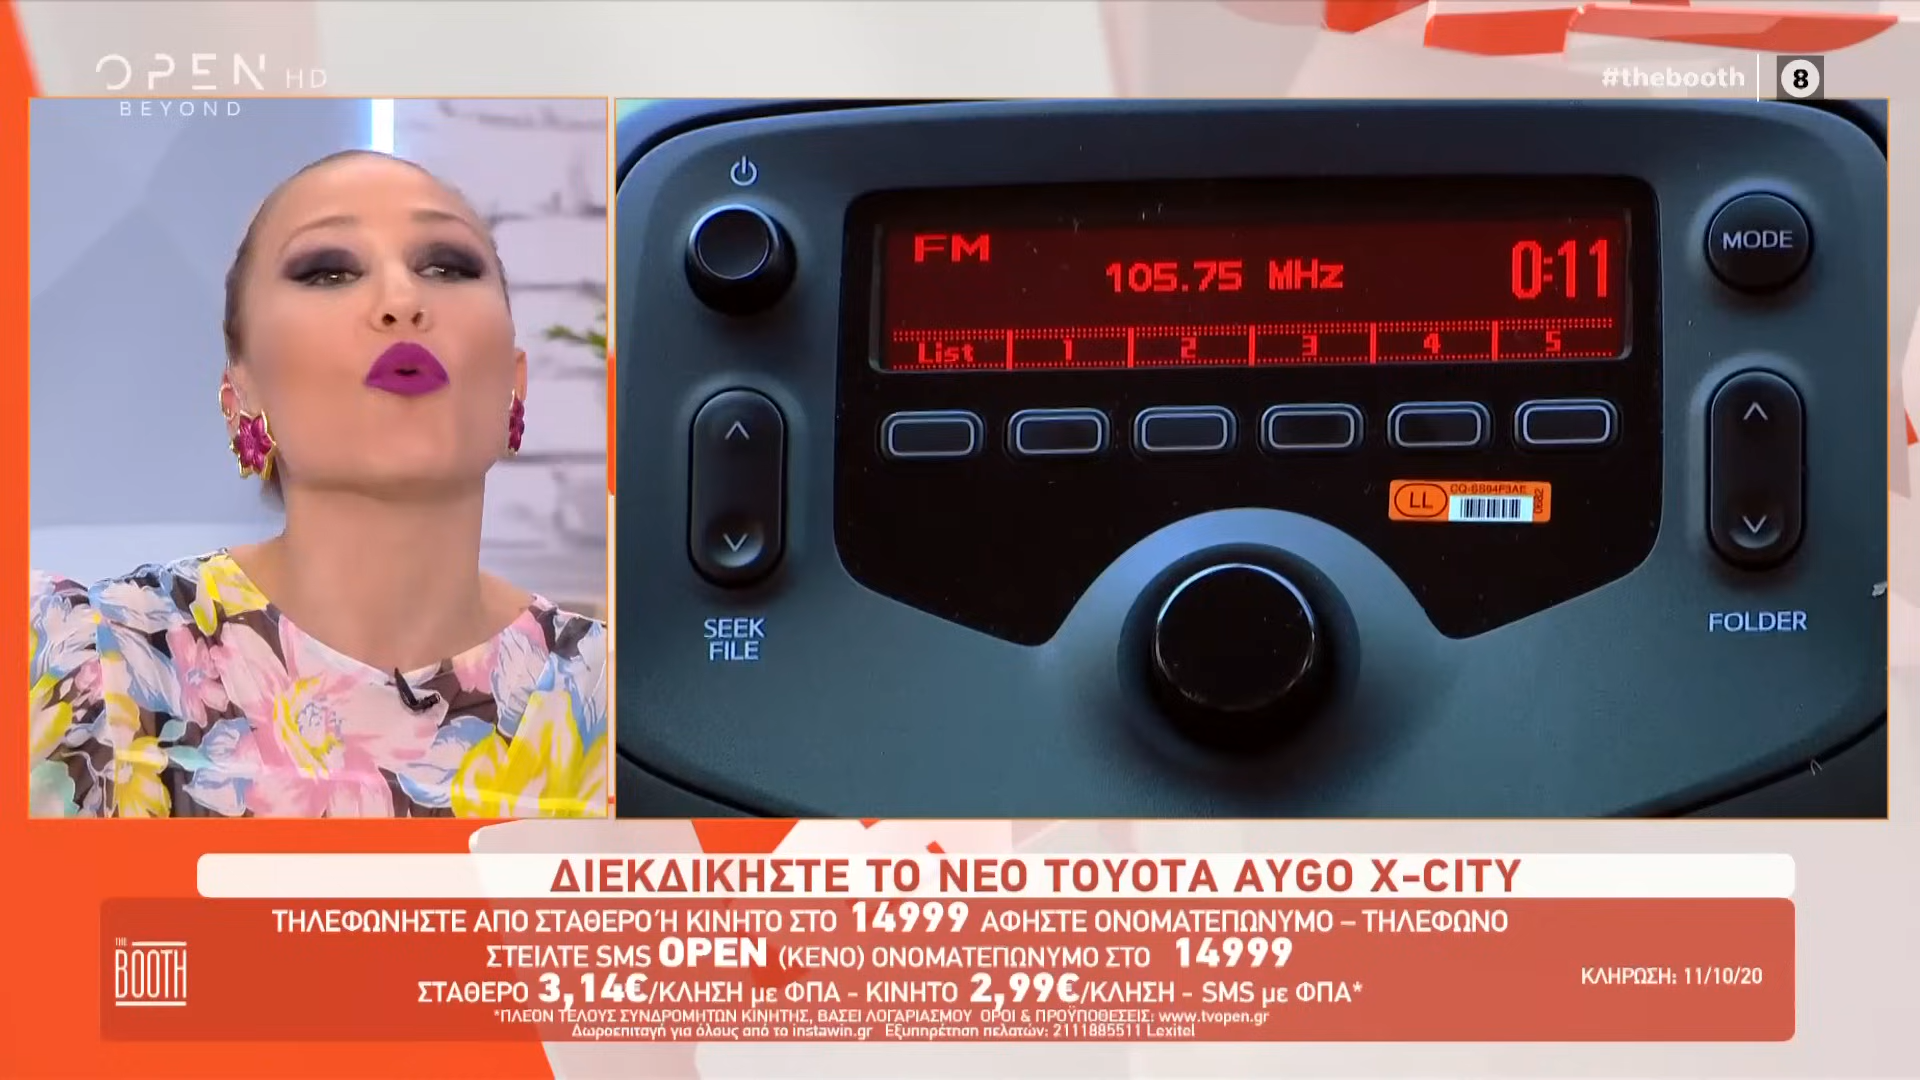 OPEN HD
BEYOND
#thebooth
8
FM
105.75 MHz
0:11
List 1 2 3 4 5
MODE
SEEK
FILE
FOLDER
LL
ΔΙΕΚΔΙΚΗΣΤΕ ΤΟ ΝΕΟ TOYOTA AYGO X-CITY
ΤΗΛΕΦΩΝΗΣΤΕ ΑΠΟ ΣΤΑΘΕΡΟ Ή ΚΙΝΗΤΟ ΣΤΟ 14999 ΑΦΗΣΤΕ ΟΝΟΜΑΤΕΠΩΝΥΜΟ – ΤΗΛΕΦΩΝΟ
ΣΤΕΙΛΤΕ SMS OPEN (ΚΕΝΟ) ΟΝΟΜΑΤΕΠΩΝΥΜΟ ΣΤΟ 14999
ΣΤΑΘΕΡΟ 3,14€/ΚΛΗΣΗ με ΦΠΑ - ΚΙΝΗΤΟ 2,99€/ΚΛΗΣΗ - SMS με ΦΠΑ*
*ΠΛΕΟΝ ΤΕΛΟΥΣ ΣΥΝΔΡΟΜΗΤΩΝ ΚΙΝΗΤΗΣ, ΒΑΣΕΙ ΛΟΓΑΡΙΑΣΜΟΥ ΟΡΟΙ & ΠΡΟΫΠΟΘΕΣΕΙΣ: www.tvopen.gr
Δωροεπιταγή για όλους από το instawin.gr Εξυπηρέτηση πελατών: 2111885511 Lexitel
THE
BOOTH
ΚΛΗΡΩΣΗ: 11/10/20